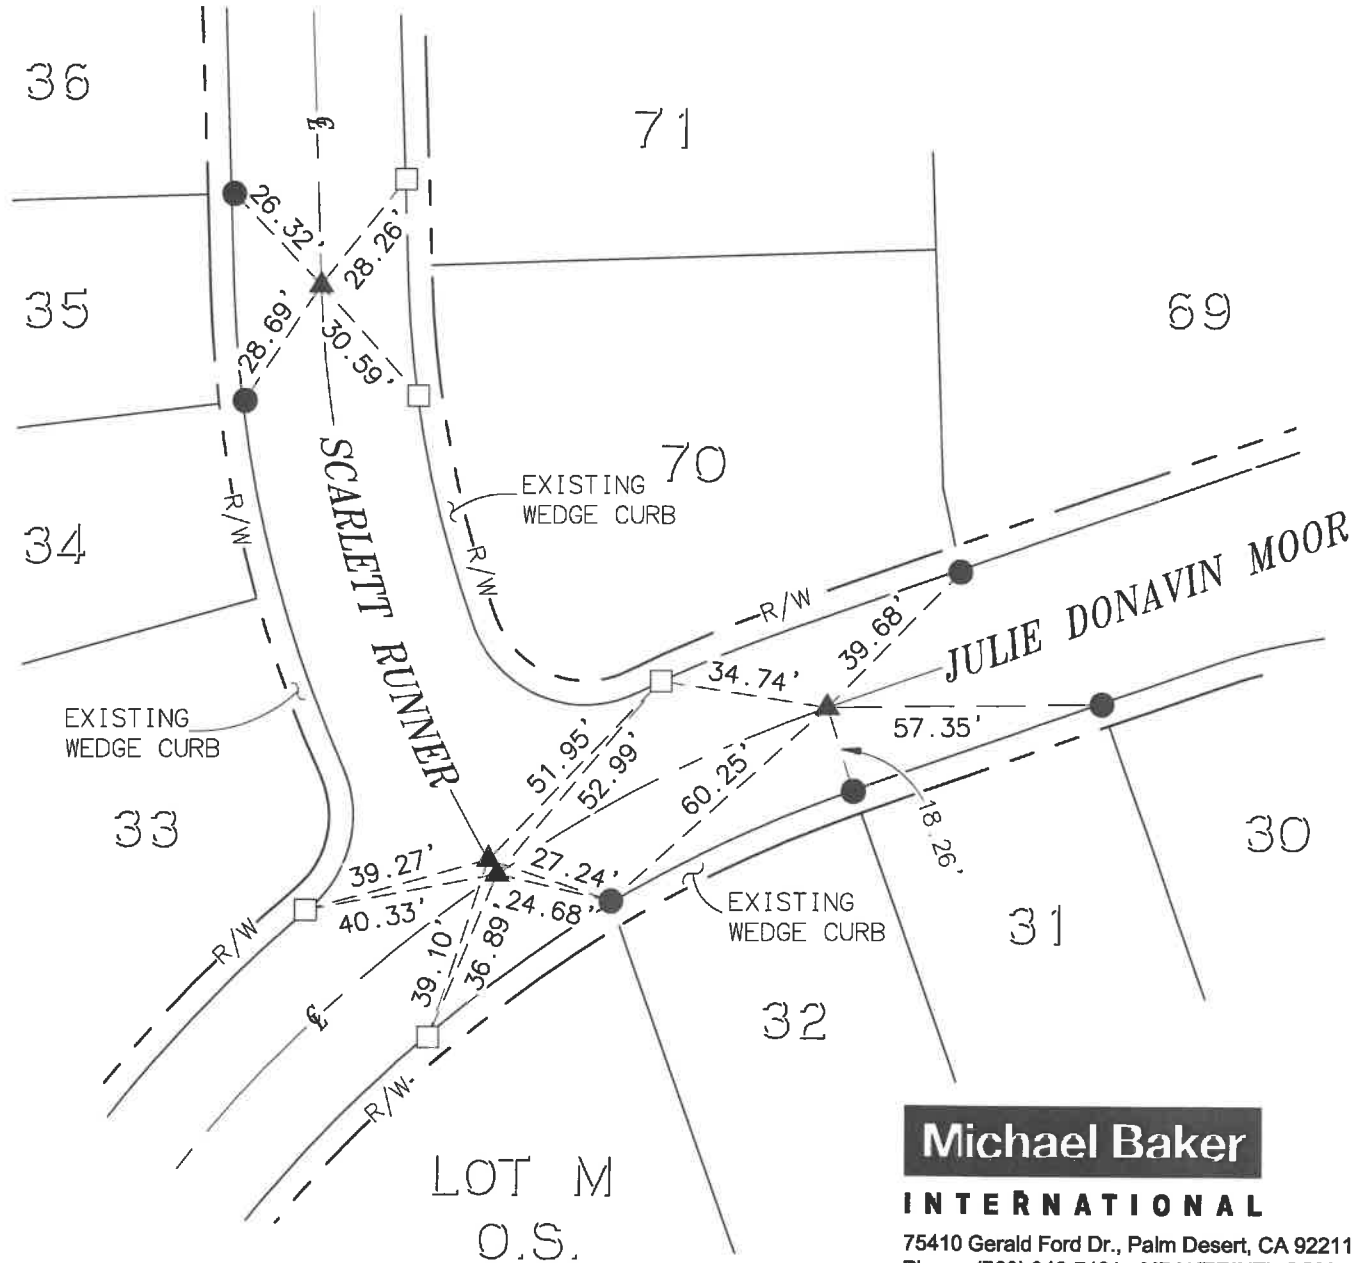 36
71
26.32'
28.26'
35
28.69'
30.59'
69
SCARLETT RUNNER
70
EXISTING
WEDGE CURB
R/W
34
R/W
R/W
39.68'
JULIE DONAVIN MOOR
34.74'
EXISTING
WEDGE CURB
57.35'
51.95'
52.99'
60.25'
18.26'
33
30
39.27'
40.33'
27.24'
24.68'
EXISTING
WEDGE CURB
R/W
39.10'
36.89'
31
32
R/W
LOT M
O.S.
Michael Baker
INTERNATIONAL
75410 Gerald Ford Dr., Palm Desert, CA 92211